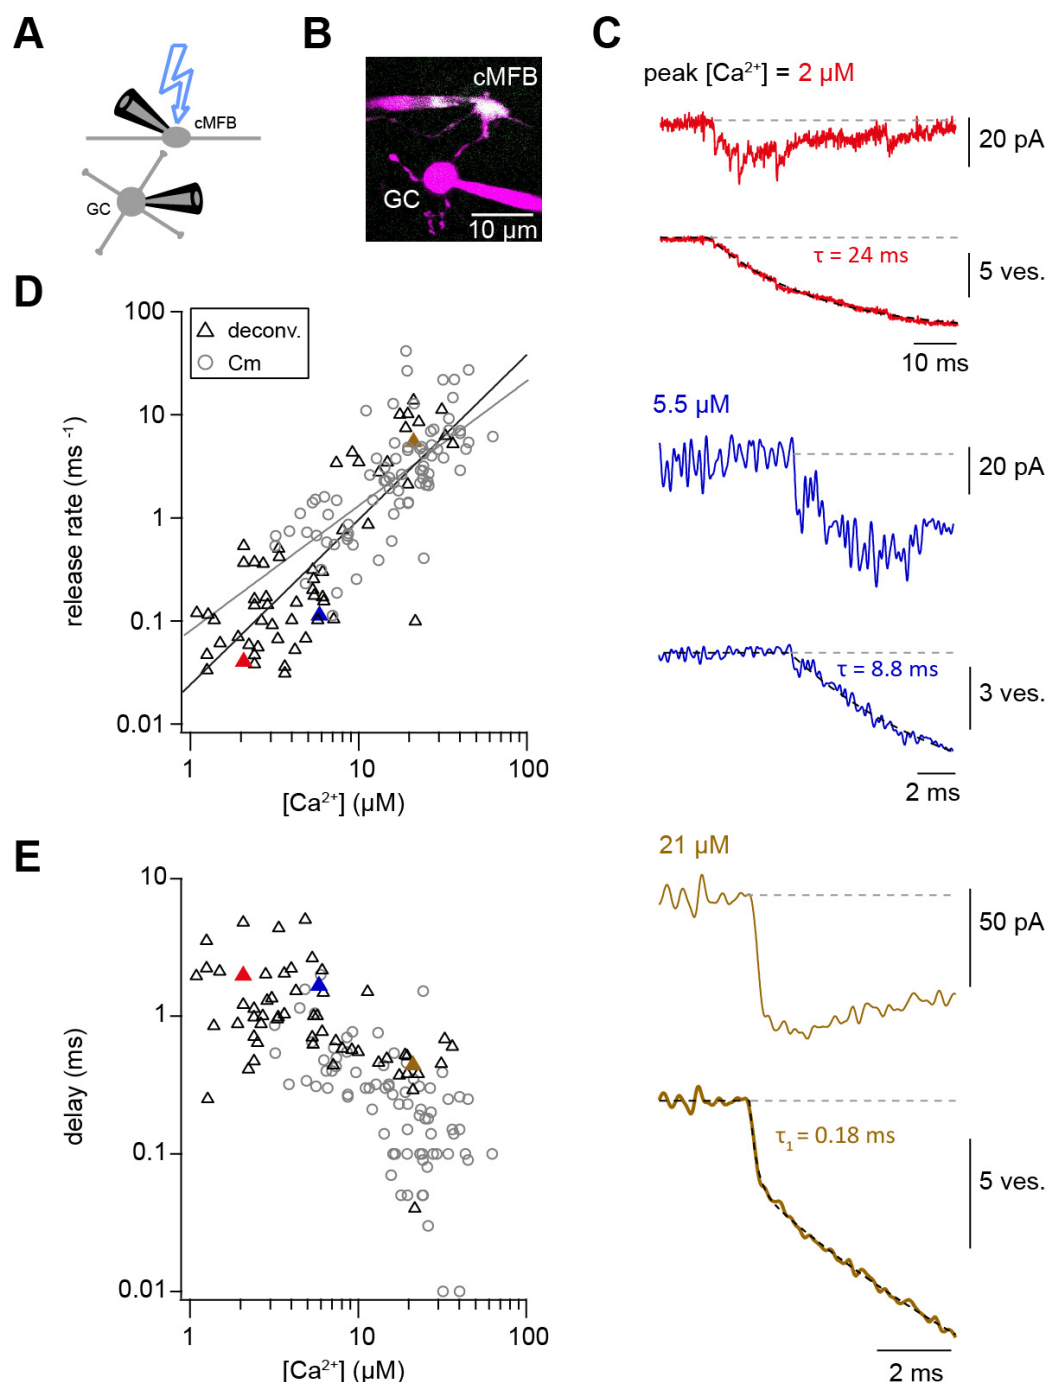 A
cMFB
GC
B
cMFB
GC
10 µm
C
peak [Ca²⁺] = 2 µM
20 pA
τ = 24 ms
5 ves.
10 ms
5.5 µM
20 pA
τ = 8.8 ms
3 ves.
2 ms
21 µM
50 pA
τ₁ = 0.18 ms
5 ves.
2 ms
D
100
10
1
0.1
0.01
release rate (ms ⁻¹)
deconv.
Cm
1
10
100
[Ca²⁺] (µM)
E
10
1
0.1
0.01
delay (ms)
1
10
100
[Ca²⁺] (µM)